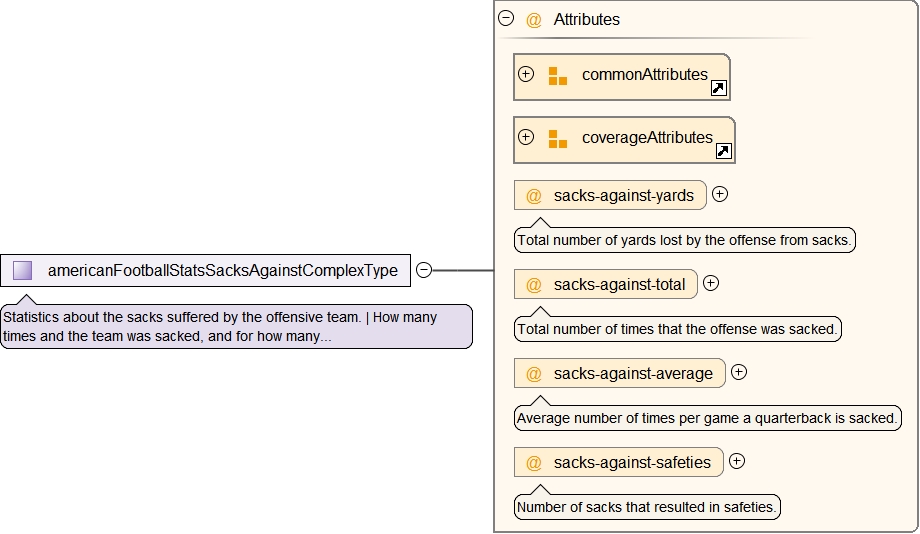 Attributes
commonAttributes
coverageAttributes
@ sacks-against-yards
Total number of yards lost by the offense from sacks.
americanFootballStatsSacksAgainstComplexType
Statistics about the sacks suffered by the offensive team. | How many
times and the team was sacked, and for how many...
@ sacks-against-total
Total number of times that the offense was sacked.
@ sacks-against-average
Average number of times per game a quarterback is sacked.
@ sacks-against-safeties
Number of sacks that resulted in safeties.